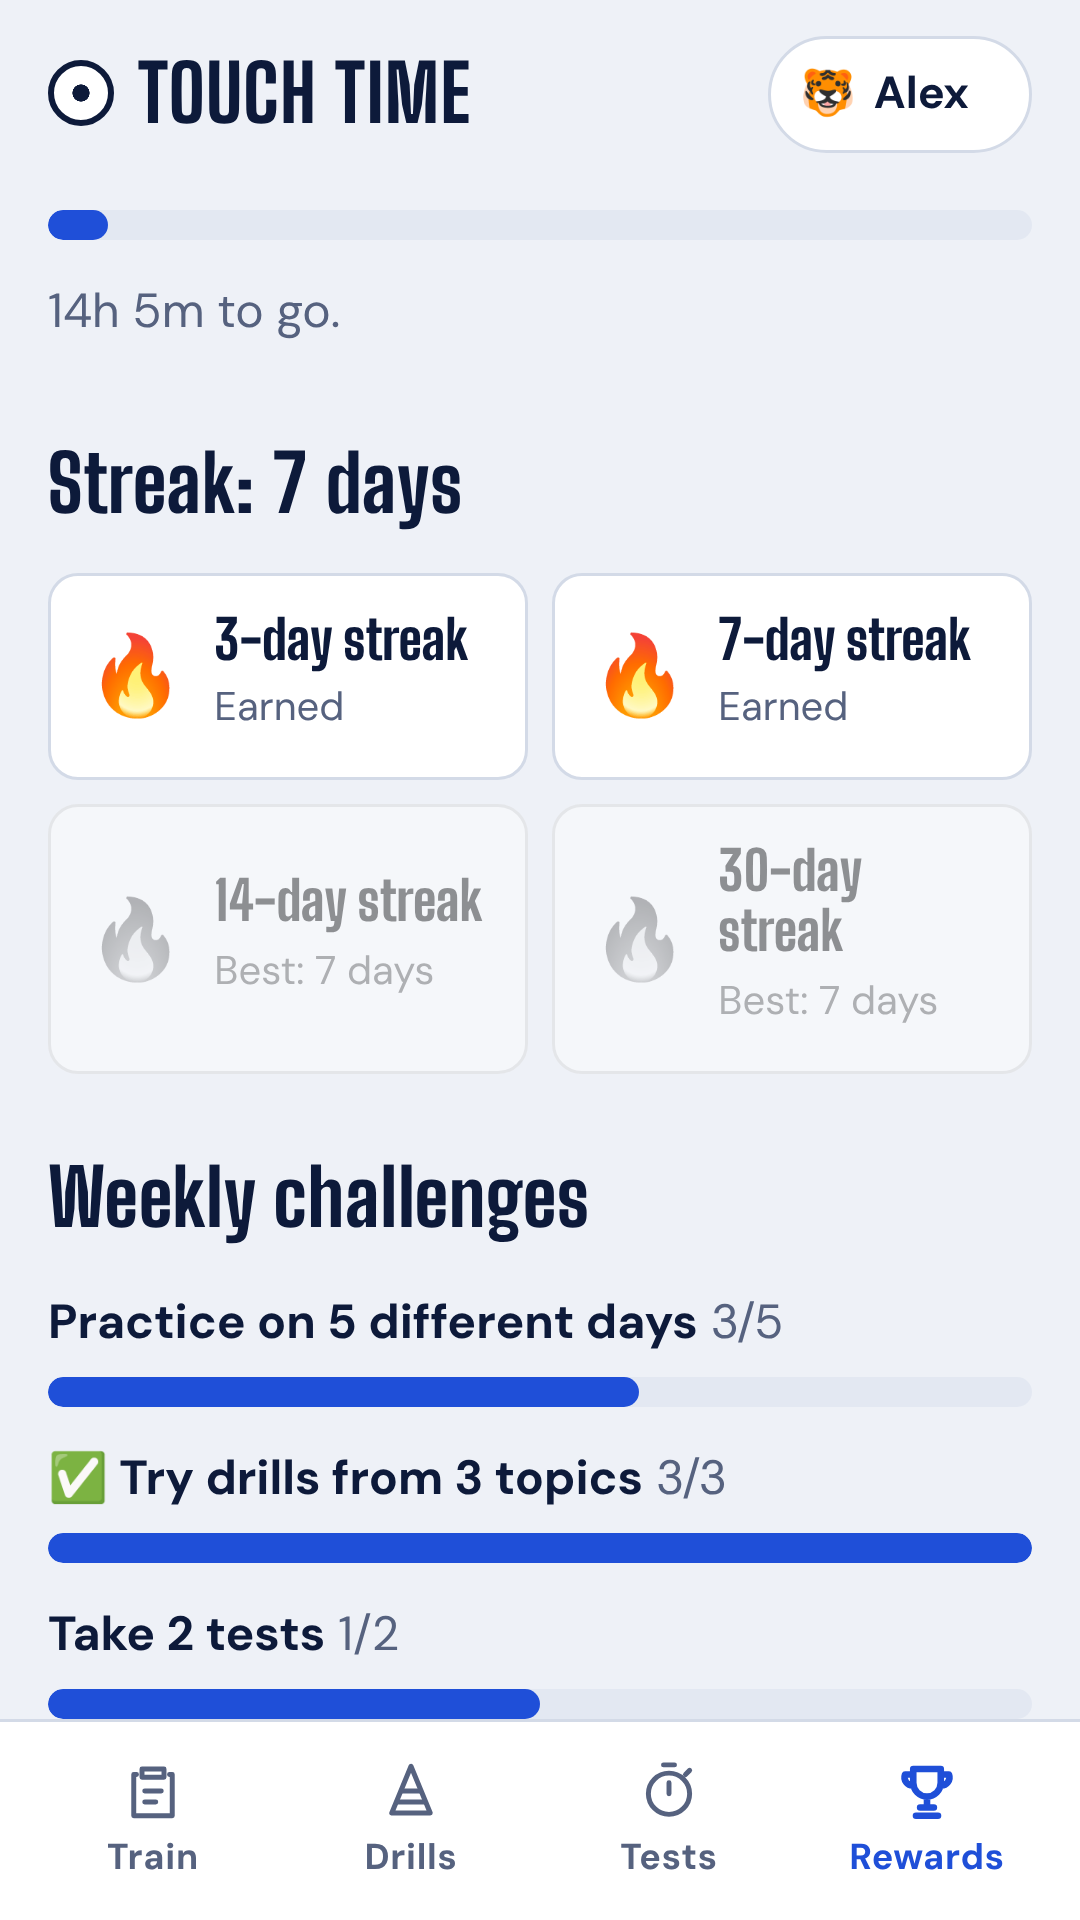 TOUCH TIME
Alex
14h 5m to go.
Streak: 7 days
3-day streak
Earned
7-day streak
Earned
14-day streak
Best: 7 days
30-day
streak
Best: 7 days
Weekly challenges
Practice on 5 different days 3/5
Try drills from 3 topics 3/3
Take 2 tests 1/2
Train
Drills
Tests
Rewards